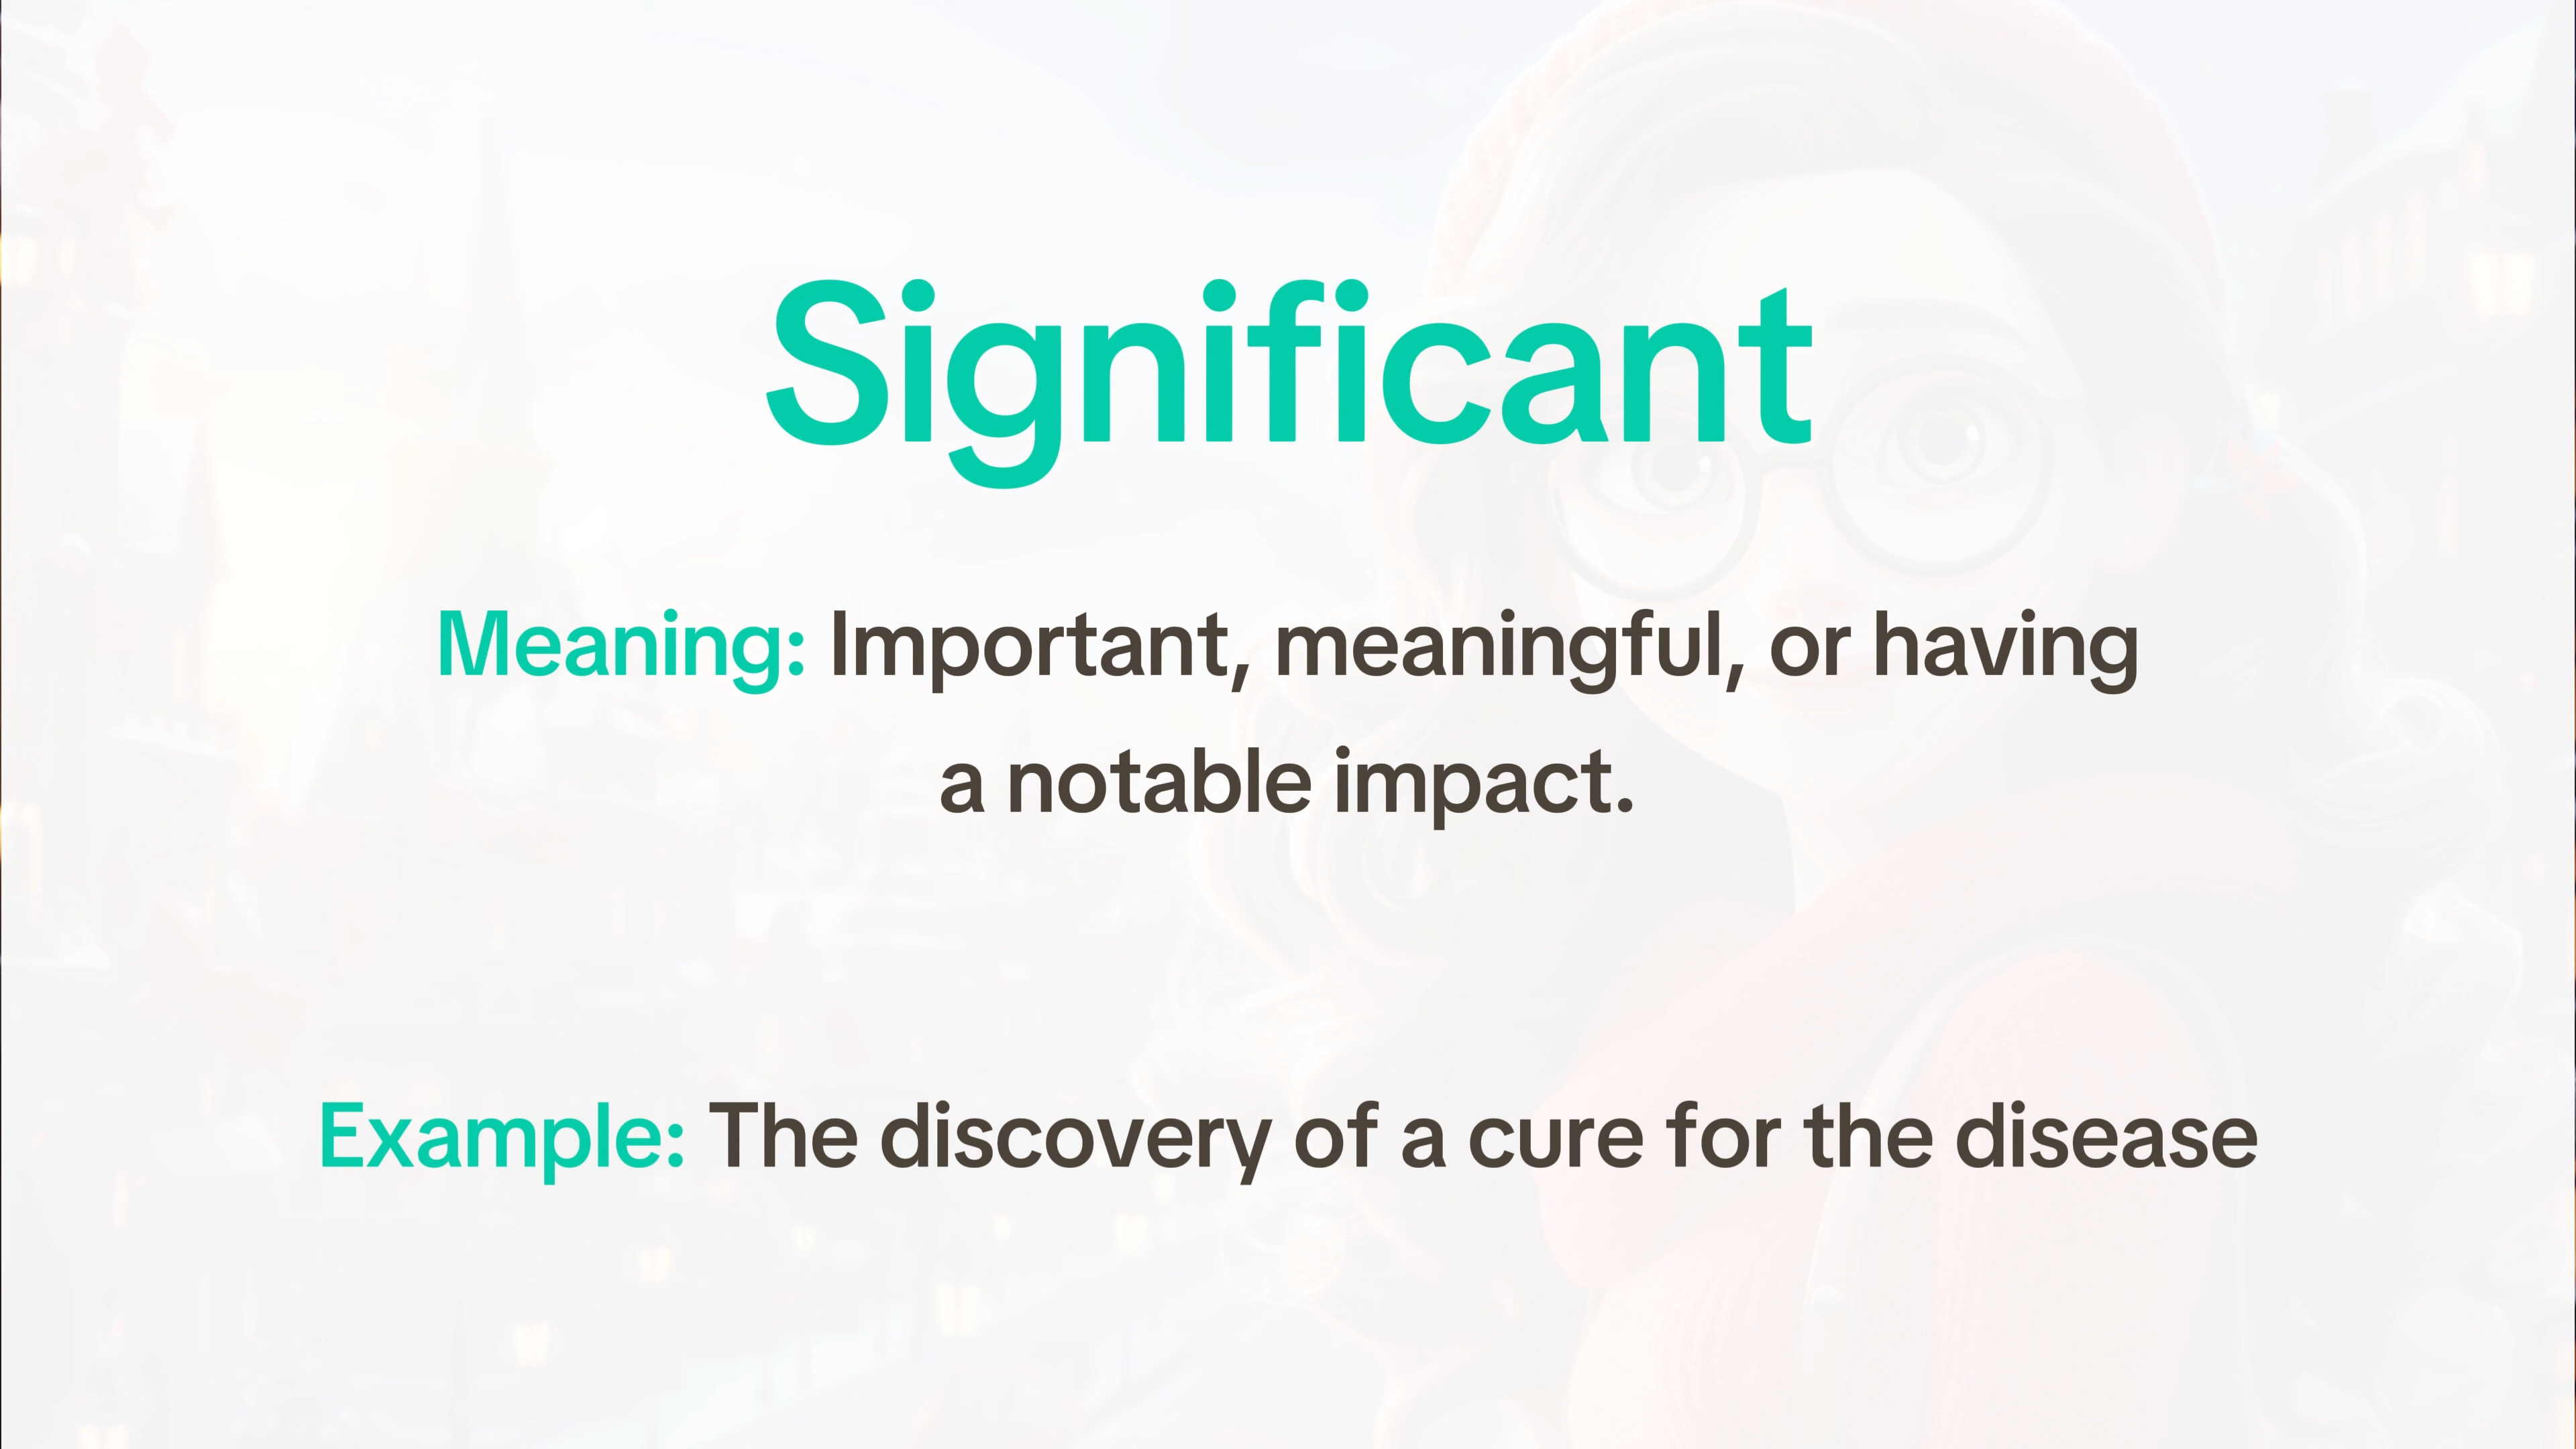 Significant
Meaning: Important, meaningful, or having
a notable impact.
Example: The discovery of a cure for the disease